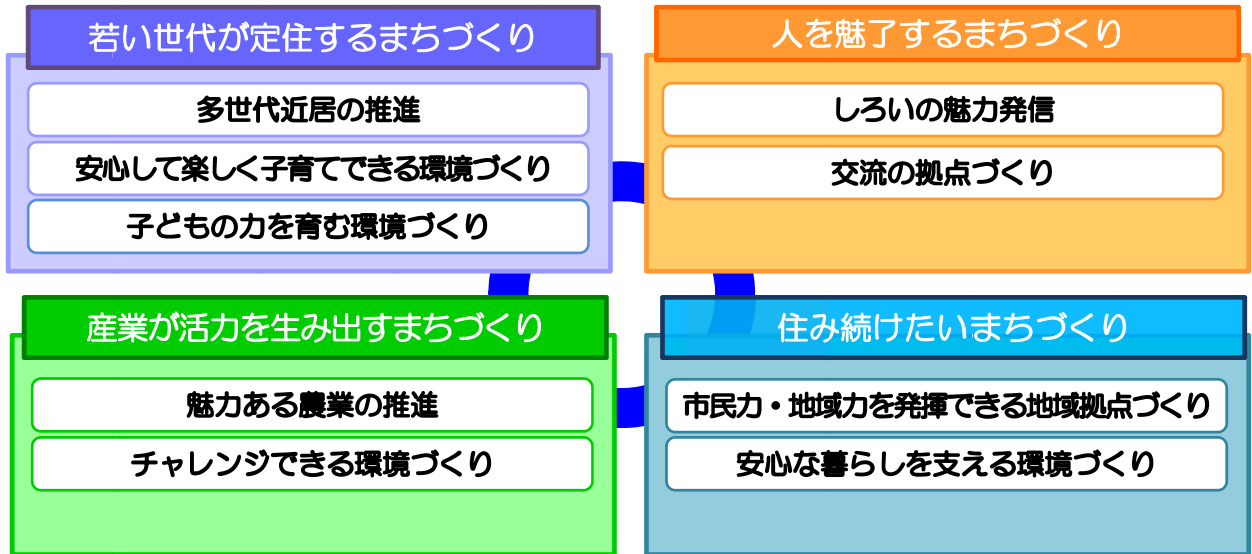 若い世代が定住するまちづくり
多世代近居の推進
安心して楽しく子育てできる環境づくり
子どもの力を育む環境づくり
人を魅了するまちづくり
しろいの魅力発信
交流の拠点づくり
産業が活力を生み出すまちづくり
魅力ある農業の推進
チャレンジできる環境づくり
住み続けたいまちづくり
市民力・地域力を発揮できる地域拠点づくり
安心な暮らしを支える環境づくり